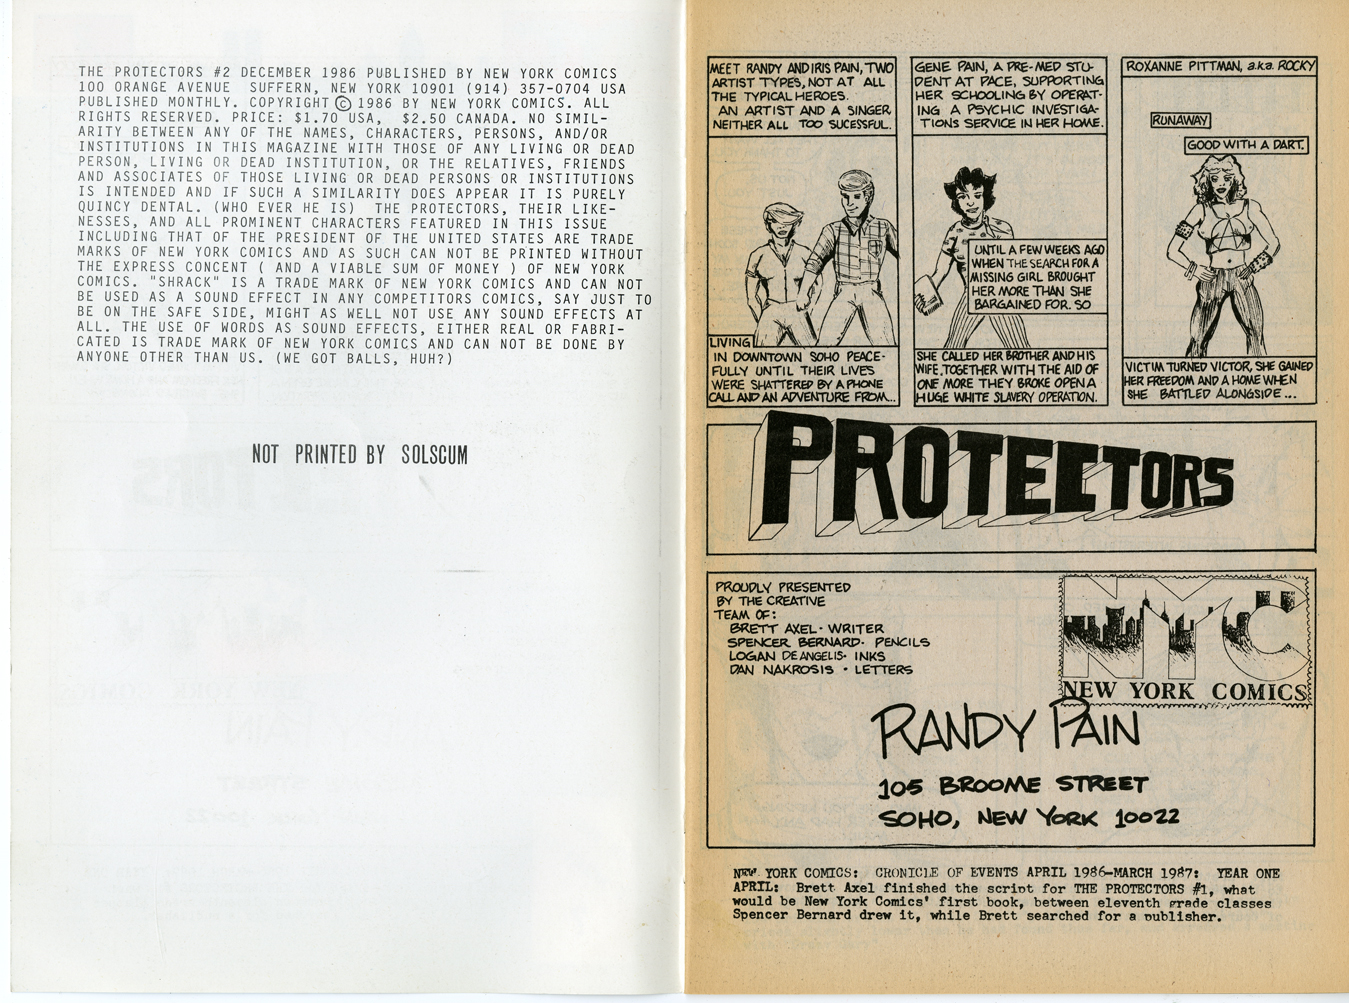 THE PROTECTORS #2 DECEMBER 1986 PUBLISHED BY NEW YORK COMICS
100 ORANGE AVENUE SUFFERN, NEW YORK 10901 (914) 357-0704 USA
PUBLISHED MONTHLY. COPYRIGHT © 1986 BY NEW YORK COMICS. ALL
RIGHTS RESERVED. PRICE: $1.70 USA, $2.50 CANADA. NO SIMIL-
ARITY BETWEEN ANY OF THE NAMES, CHARACTERS, PERSONS, AND/OR
INSTITUTIONS IN THIS MAGAZINE WITH THOSE OF ANY LIVING OR DEAD
PERSON, LIVING OR DEAD INSTITUTION, OR THE RELATIVES, FRIENDS
AND ASSOCIATES OF THOSE LIVING OR DEAD PERSONS OR INSTITUTIONS
IS INTENDED AND IF SUCH A SIMILARITY DOES APPEAR IT IS PURELY
QUINCY DENTAL. (WHO EVER HE IS) THE PROTECTORS, THEIR LIKE-
NESSES, AND ALL PROMINENT CHARACTERS FEATURED IN THIS ISSUE
INCLUDING THAT OF THE PRESIDENT OF THE UNITED STATES ARE TRADE
MARKS OF NEW YORK COMICS AND AS SUCH CAN NOT BE PRINTED WITHOUT
THE EXPRESS CONCENT ( AND A VIABLE SUM OF MONEY ) OF NEW YORK
COMICS. "SHRACK" IS A TRADE MARK OF NEW YORK COMICS AND CAN NOT
BE USED AS A SOUND EFFECT IN ANY COMPETITORS COMICS, SAY JUST TO
BE ON THE SAFE SIDE, MIGHT AS WELL NOT USE ANY SOUND EFFECTS AT
ALL. THE USE OF WORDS AS SOUND EFFECTS, EITHER REAL OR FABRI-
CATED IS TRADE MARK OF NEW YORK COMICS AND CAN NOT BE DONE BY
ANYONE OTHER THAN US. (WE GOT BALLS, HUH?)
NOT PRINTED BY SOLSCUM
MEET RANDY AND IRIS PAIN, TWO
ARTIST TYPES, NOT AT ALL
THE TYPICAL HEROES.
AN ARTIST AND A SINGER,
NEITHER ALL TOO SUCESSFUL.
LIVING
IN DOWNTOWN SOHO PEACE-
FULLY UNTIL THEIR LIVES
WERE SHATTERED BY A PHONE
CALL AND AN ADVENTURE FROM...
GENE PAIN, A PRE-MED STU-
DENT AT PACE, SUPPORTING
HER SCHOOLING BY OPERAT-
ING A PSYCHIC INVESTIGA-
TIONS SERVICE IN HER HOME.
UNTIL A FEW WEEKS AGO
WHEN THE SEARCH FOR A
MISSING GIRL BROUGHT
HER MORE THAN SHE
BARGAINED FOR. SO
SHE CALLED HER BROTHER AND HIS
WIFE, TOGETHER WITH THE AID OF
ONE MORE THEY BROKE OPEN A
HUGE WHITE SLAVERY OPERATION.
ROXANNE PITTMAN, a.k.a. ROCKY
RUNAWAY
GOOD WITH A DART.
VICTIM TURNED VICTOR, SHE GAINED
HER FREEDOM AND A HOME WHEN
SHE BATTLED ALONGSIDE ...
PROTECTORS
PROUDLY PRESENTED
BY THE CREATIVE
TEAM OF:
BRETT AXEL - WRITER
SPENCER BERNARD - PENCILS
LOGAN DE ANGELIS - INKS
DAN NAKROSIS - LETTERS
NYC
NEW YORK COMICS
RANDY PAIN
105 BROOME STREET
SOHO, NEW YORK 10022
NEW YORK COMICS: CHRONICLE OF EVENTS APRIL 1986-MARCH 1987: YEAR ONE
APRIL: Brett Axel finished the script for THE PROTECTORS #1, what
would be New York Comics' first book, between eleventh grade classes
Spencer Bernard drew it, while Brett searched for a publisher.